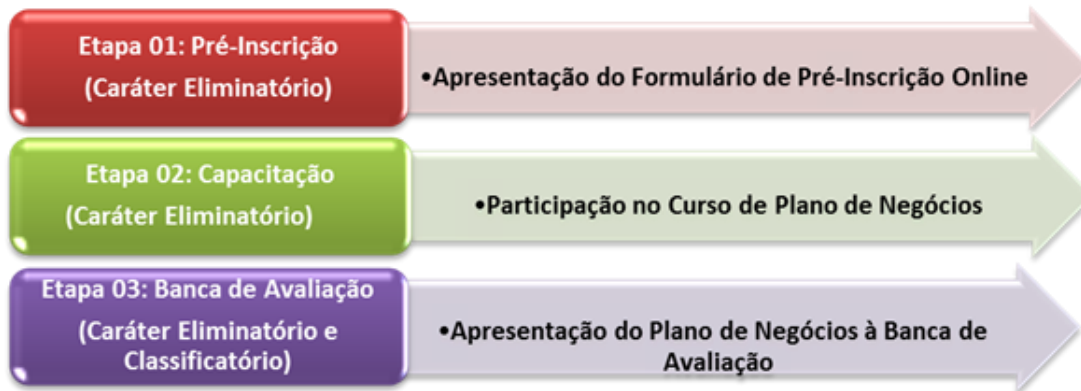 Etapa 01: Pré-Inscrição
(Caráter Eliminatório)
•Apresentação do Formulário de Pré-Inscrição Online
Etapa 02: Capacitação
(Caráter Eliminatório)
•Participação no Curso de Plano de Negócios
Etapa 03: Banca de Avaliação
(Caráter Eliminatório e
Classificatório)
•Apresentação do Plano de Negócios à Banca de
Avaliação